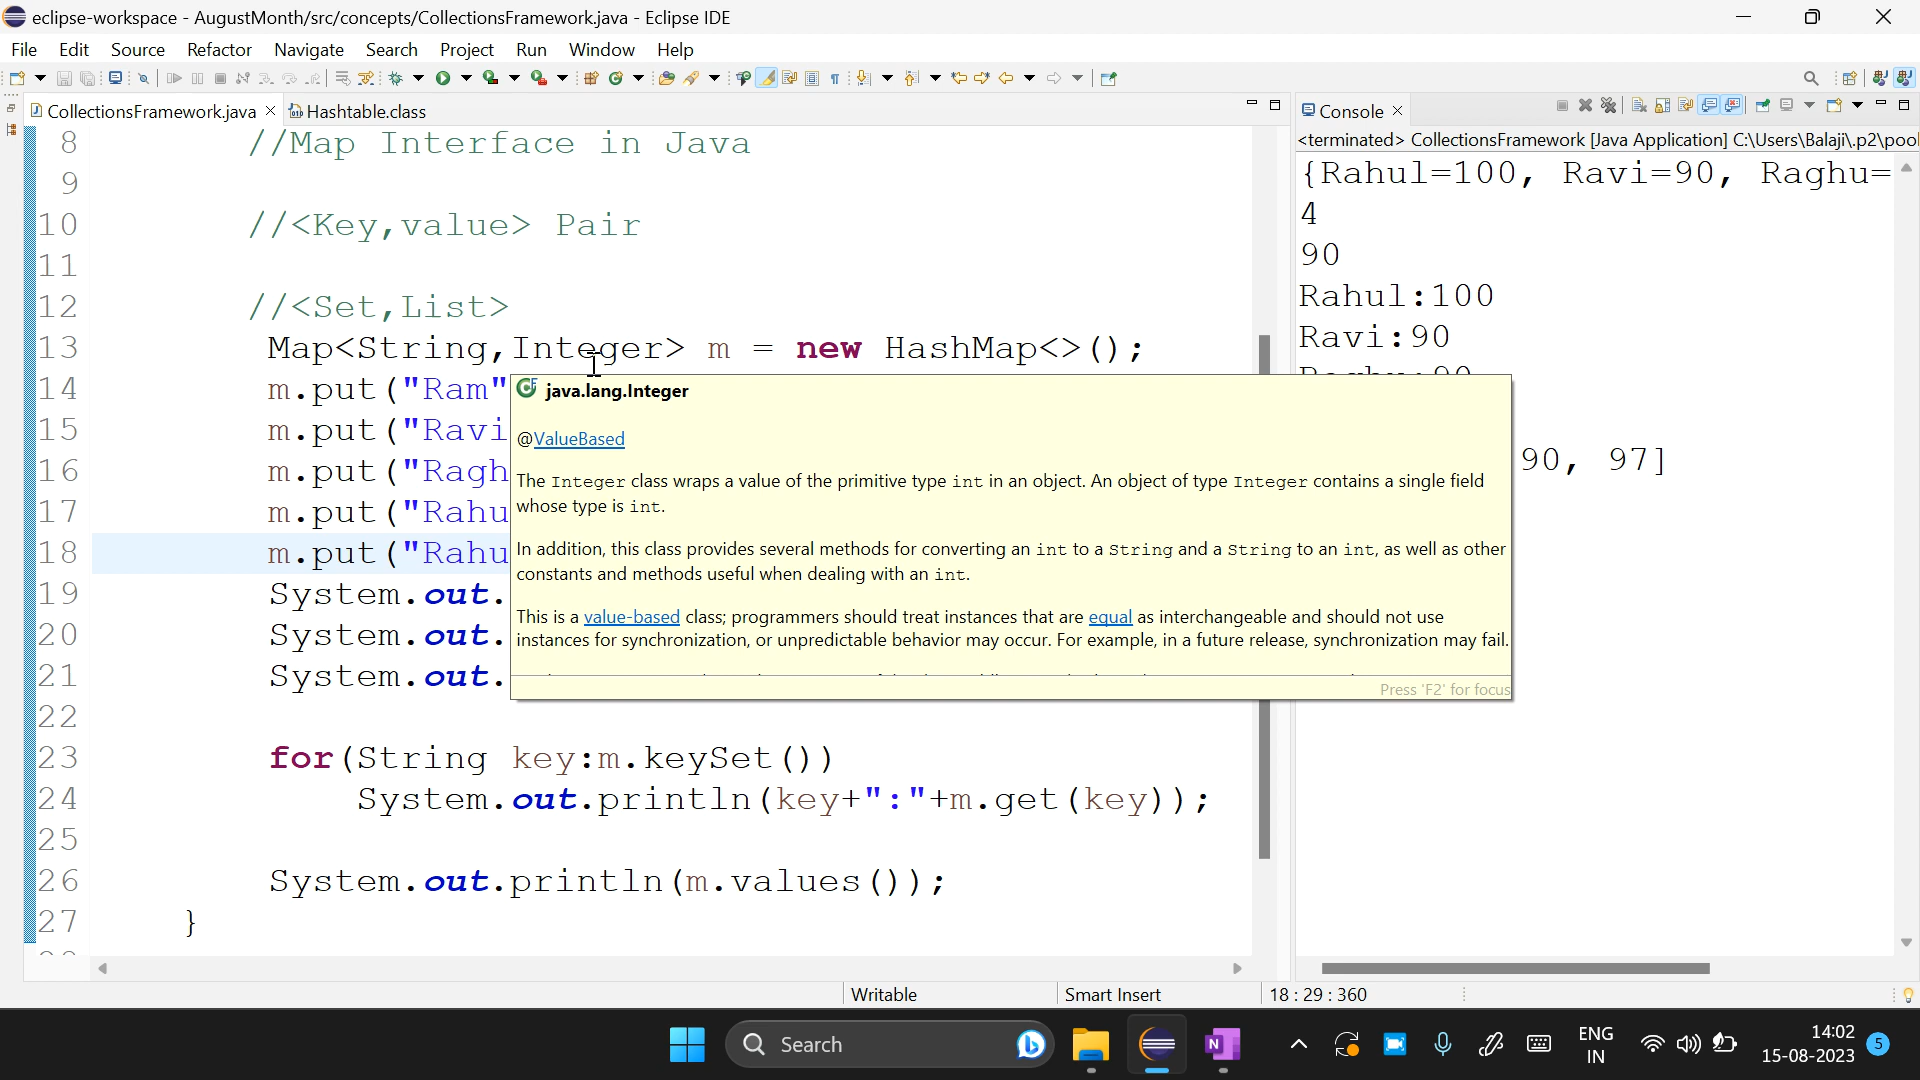 eclipse-workspace - AugustMonth/src/concepts/CollectionsFramework.java - Eclipse IDE
File Edit Source Refactor Navigate Search Project Run Window Help
CollectionsFramework.java Hashtable.class
8 //Map Interface in Java
9
10 //<Key,value> Pair
11
12 //<Set,List>
13 Map<String,Integer> m = new HashMap<>();
14 m.put("Ram"
15 m.put("Ravi
16 m.put("Ragh
17 m.put("Rahu
18 m.put("Rahu
19 System.out.
20 System.out.
21 System.out.
22
23 for(String key:m.keySet())
24 System.out.println(key+":"+m.get(key));
25
26 System.out.println(m.values());
27 }
java.lang.Integer
@ValueBased
The Integer class wraps a value of the primitive type int in an object. An object of type Integer contains a single field
whose type is int.
In addition, this class provides several methods for converting an int to a String and a String to an int, as well as other
constants and methods useful when dealing with an int.
This is a value-based class; programmers should treat instances that are equal as interchangeable and should not use
instances for synchronization, or unpredictable behavior may occur. For example, in a future release, synchronization may fail.
Press 'F2' for focus
Console
<terminated> CollectionsFramework [Java Application] C:\Users\Balaji\.p2\pool
{Rahul=100, Ravi=90, Raghu=
4
90
Rahul:100
Ravi:90
90, 97]
Writable Smart Insert 18 : 29 : 360
Search
ENG
IN
14:02
15-08-2023
5